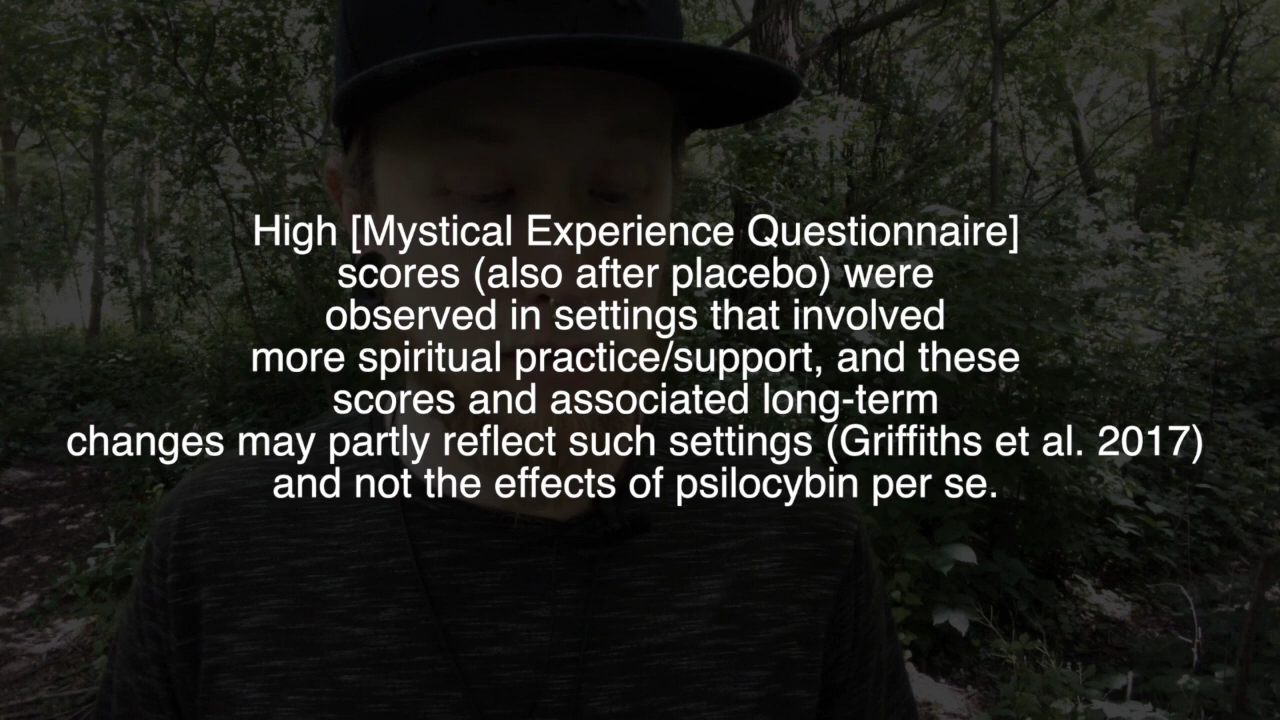 High [Mystical Experience Questionnaire]
scores (also after placebo) were
observed in settings that involved
more spiritual practice/support, and these
scores and associated long-term
changes may partly reflect such settings (Griffiths et al. 2017)
and not the effects of psilocybin per se.